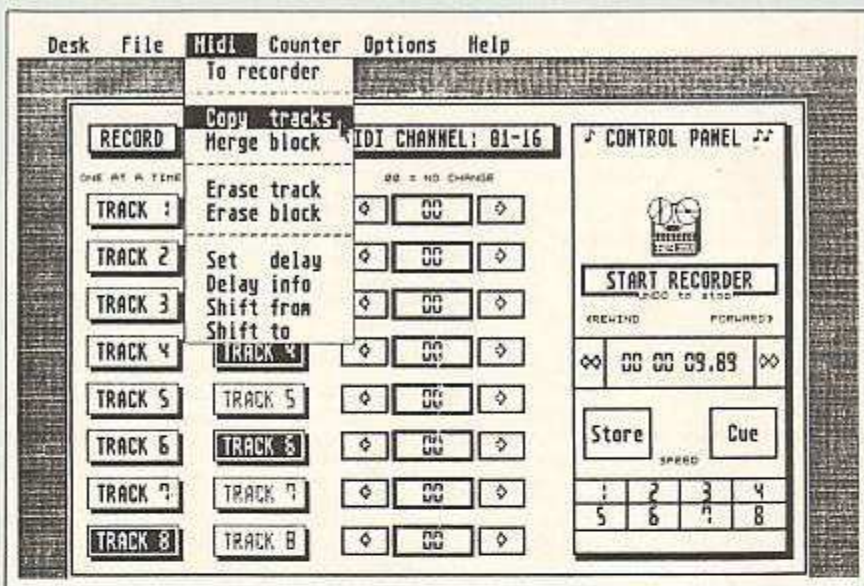 Desk File Midi Counter Options Help
To recorder
Copy tracks
Merge block
Erase track
Erase block
Set delay
Delay info
Shift from
Shift to
RECORD
IDI CHANNEL: 01-16
♪ CONTROL PANEL ♪♪
ONE AT A TIME
00 = NO CHANGE
TRACK 1
00
TRACK 2
00
TRACK 3
00
TRACK 4 TRACK 4 00
TRACK 5 TRACK 5 00
TRACK 6 TRACK 6 00
TRACK 7 TRACK 7 00
TRACK 8 TRACK 8 00
START RECORDER
UNDO to stop
<REWIND FORWARD>
00 00 09.89
Store Cue
SPEED
1 2 3 4
5 6 7 8